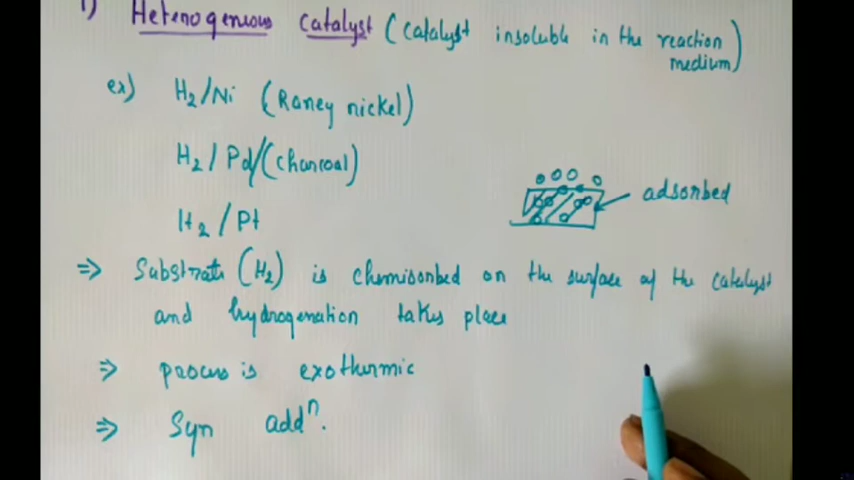 1) Heterogenious catalyst (catalyst insoluble in the reaction medium)
ex) H₂/Ni (Raney nickel)
H₂/Pd/(charcoal)
H₂/Pt
adsorbed
⇒ Substrate (H₂) is chemisorbed on the surface of the catalyst
and hydrogenation takes place
⇒ process is exothermic
⇒ Syn addⁿ.